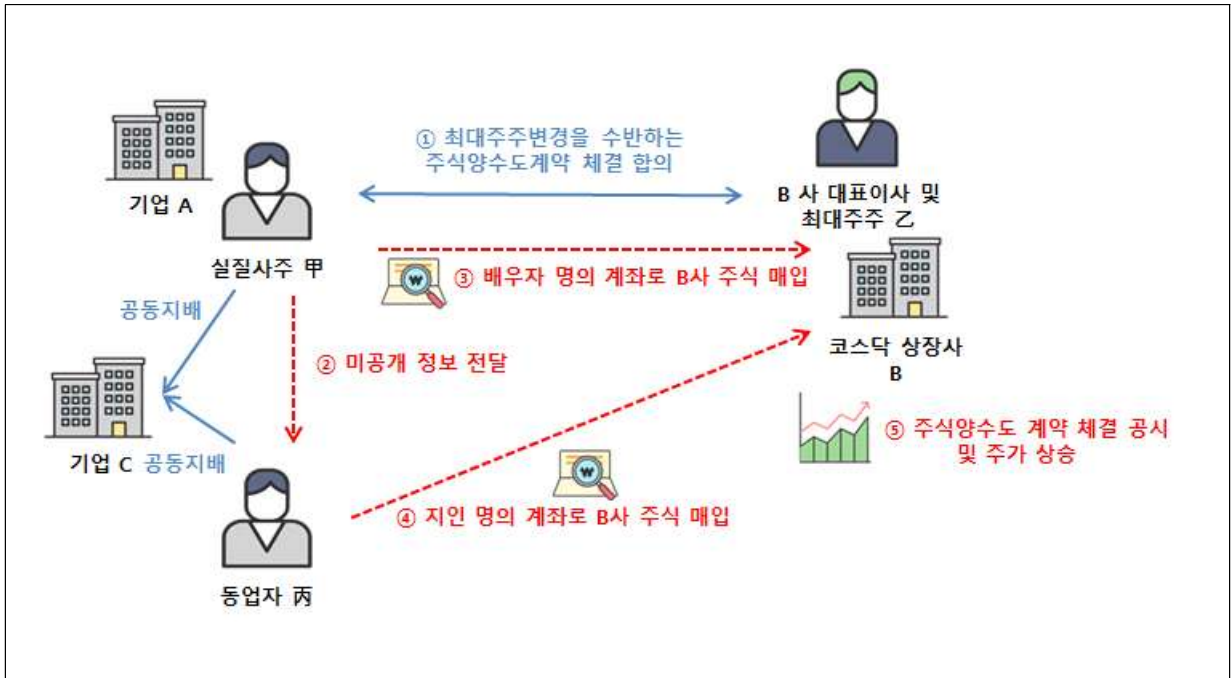 ① 최대주주변경을 수반하는
주식양수도계약 체결 합의
기업 A
실질사주 甲
B 사 대표이사 및
최대주주 乙
③ 배우자 명의 계좌로 B사 주식 매입
공동지배
② 미공개 정보 전달
코스닥 상장사
B
기업 C 공동지배
⑤ 주식양수도 계약 체결 공시
및 주가 상승
④ 지인 명의 계좌로 B사 주식 매입
동업자 丙
₩
₩